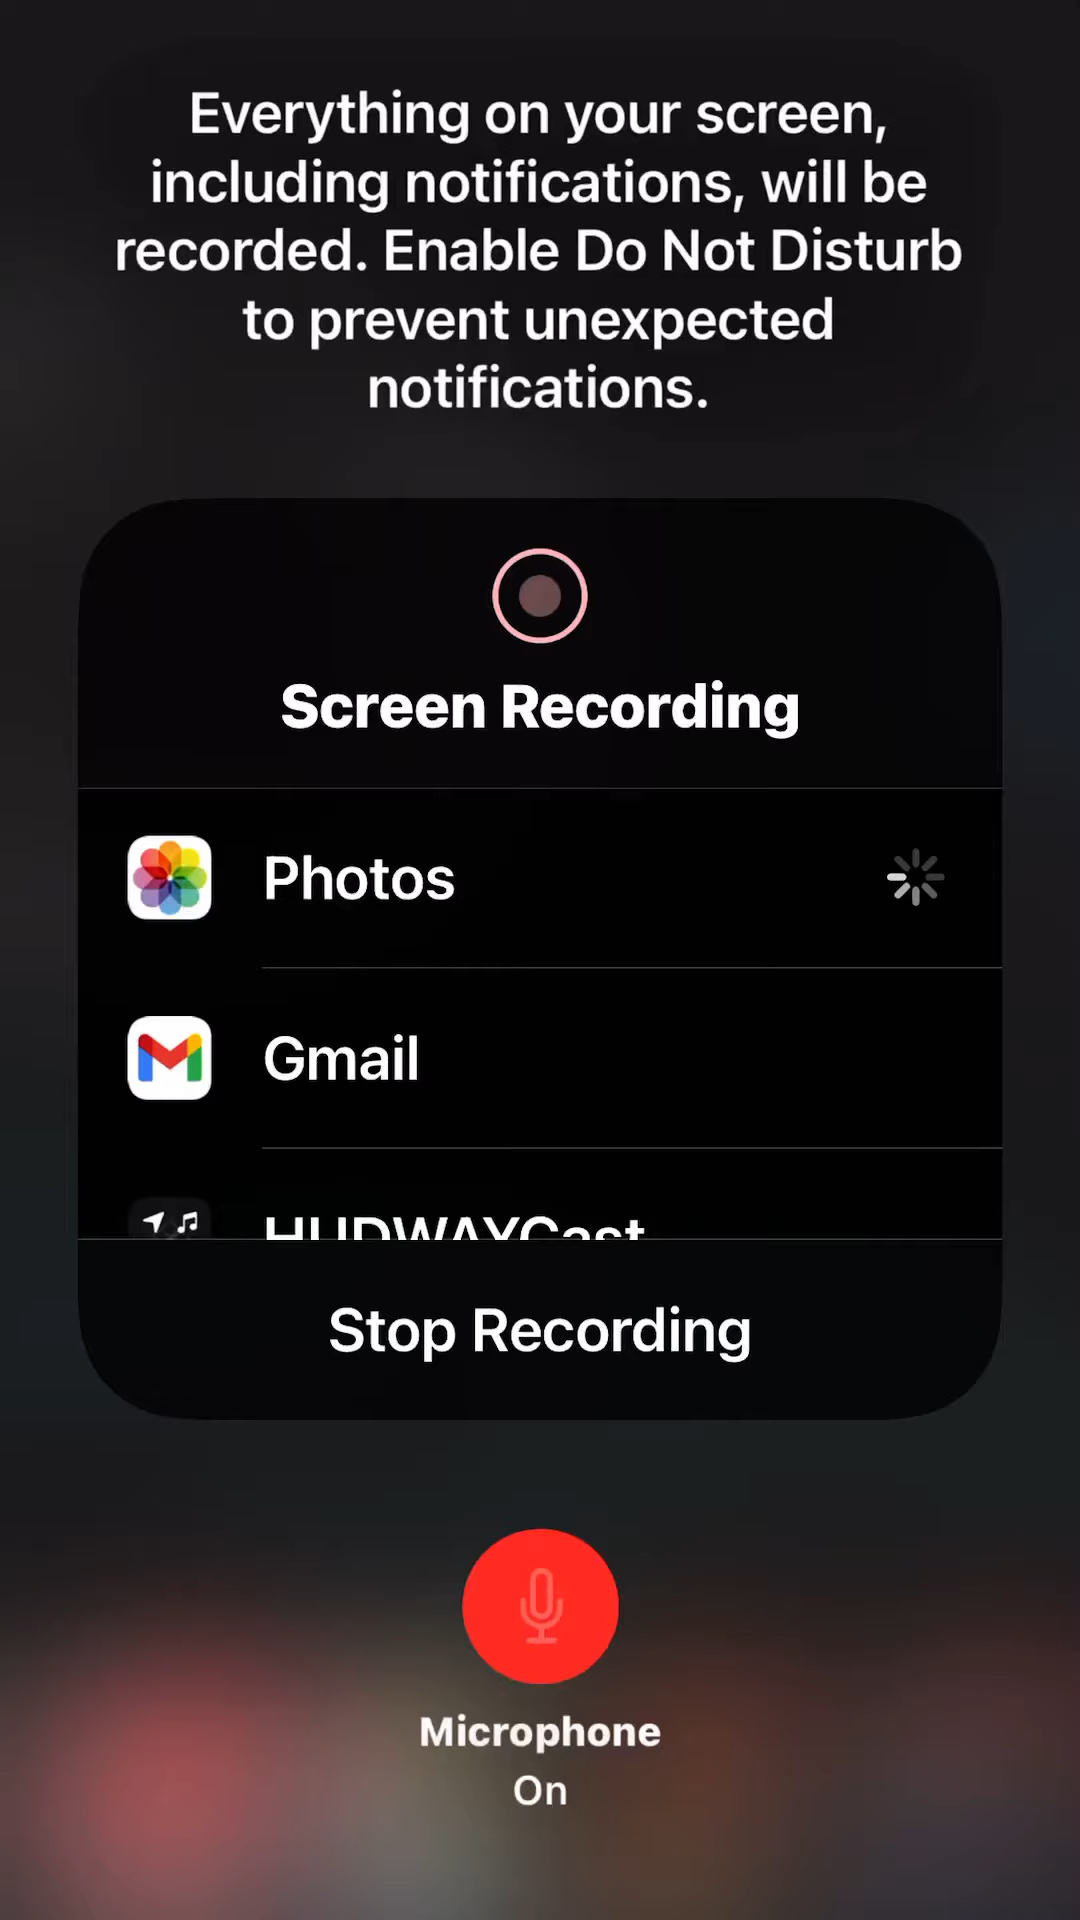 Everything on your screen,
including notifications, will be
recorded. Enable Do Not Disturb
to prevent unexpected
notifications.
Screen Recording
Photos
Gmail
HUDWAYCast
Stop Recording
Microphone
On